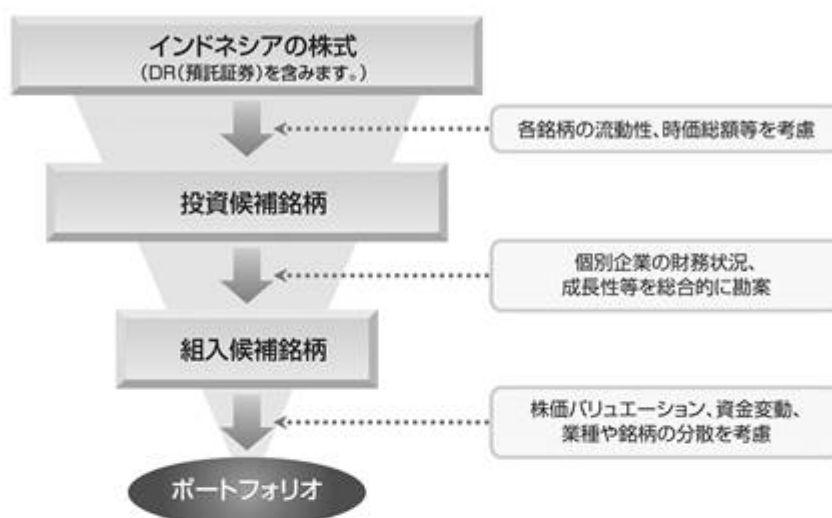 インドネシアの株式
(DR(預託証券)を含みます。)
各銘柄の流動性、時価総額等を考慮
投資候補銘柄
個別企業の財務状況、
成長性等を総合的に勘案
組入候補銘柄
株価バリュエーション、資金変動、
業種や銘柄の分散を考慮
ポートフォリオ